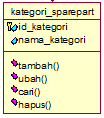 kategori_sparepart
id_kategori
nama_kategori
tambah()
ubah()
cari()
hapus()